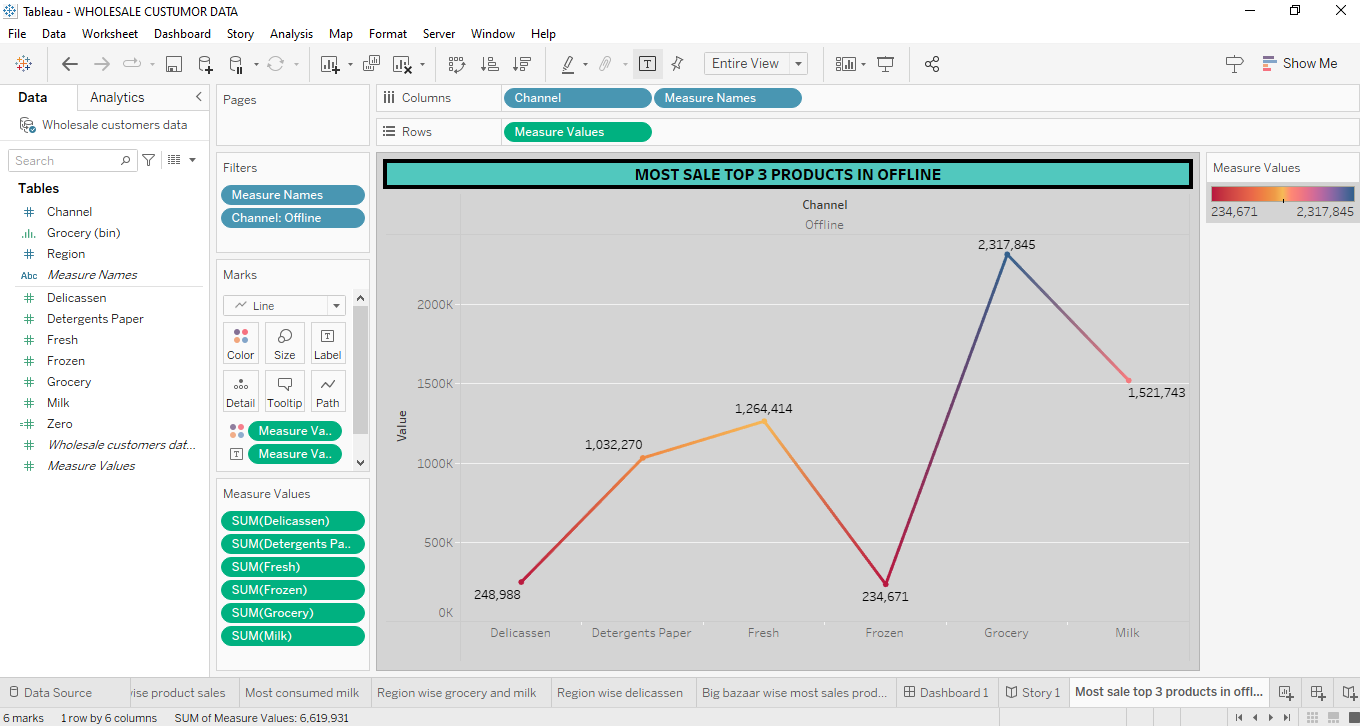 Tableau - WHOLESALE CUSTUMOR DATA
File Data Worksheet Dashboard Story Analysis Map Format Server Window Help
Entire View
Show Me
Data Analytics
Wholesale customers data
Search
Tables
Channel
Grocery (bin)
Region
Abc Measure Names
Delicassen
Detergents Paper
Fresh
Frozen
Grocery
Milk
Zero
Wholesale customers dat...
Measure Values
Pages
Filters
Measure Names
Channel: Offline
Marks
Line
Color Size Label
Detail Tooltip Path
Measure Va..
Measure Va..
Measure Values
SUM(Delicassen)
SUM(Detergents Pa..
SUM(Fresh)
SUM(Frozen)
SUM(Grocery)
SUM(Milk)
Columns Channel Measure Names
Rows Measure Values
MOST SALE TOP 3 PRODUCTS IN OFFLINE
Channel
Offline
2,317,845
2000K
1500K
1,521,743
1,264,414
Value
1,032,270
1000K
500K
248,988
234,671
0K
Delicassen Detergents Paper Fresh Frozen Grocery Milk
Measure Values
234,671 2,317,845
Data Source ise product sales Most consumed milk Region wise grocery and milk Region wise delicassen Big bazaar wise most sales prod... Dashboard 1 Story 1 Most sale top 3 products in offl...
6 marks 1 row by 6 columns SUM of Measure Values: 6,619,931